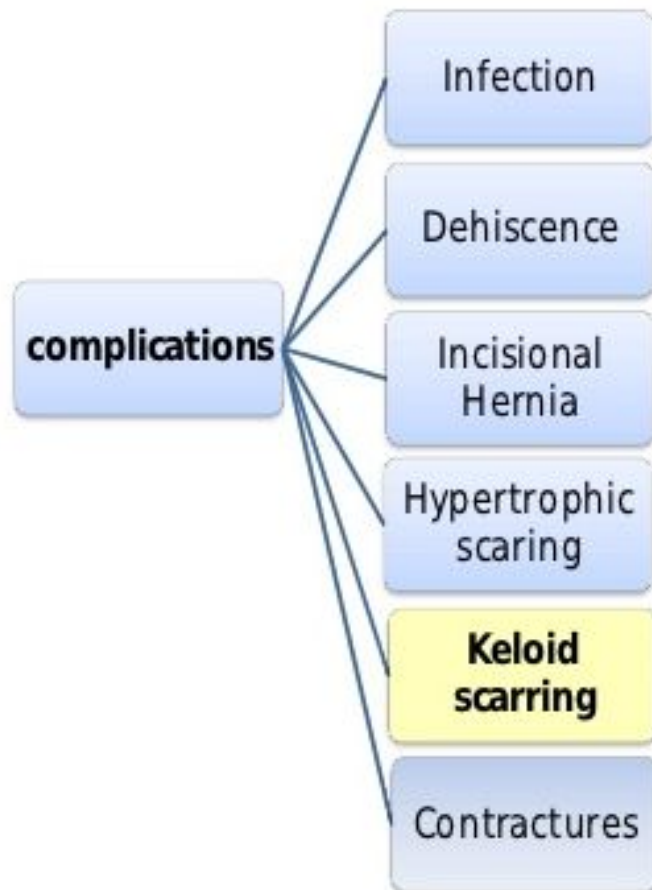 Infection
Dehiscence
complications
Incisional
Hernia
Hypertrophic
scaring
Keloid
scarring
Contractures